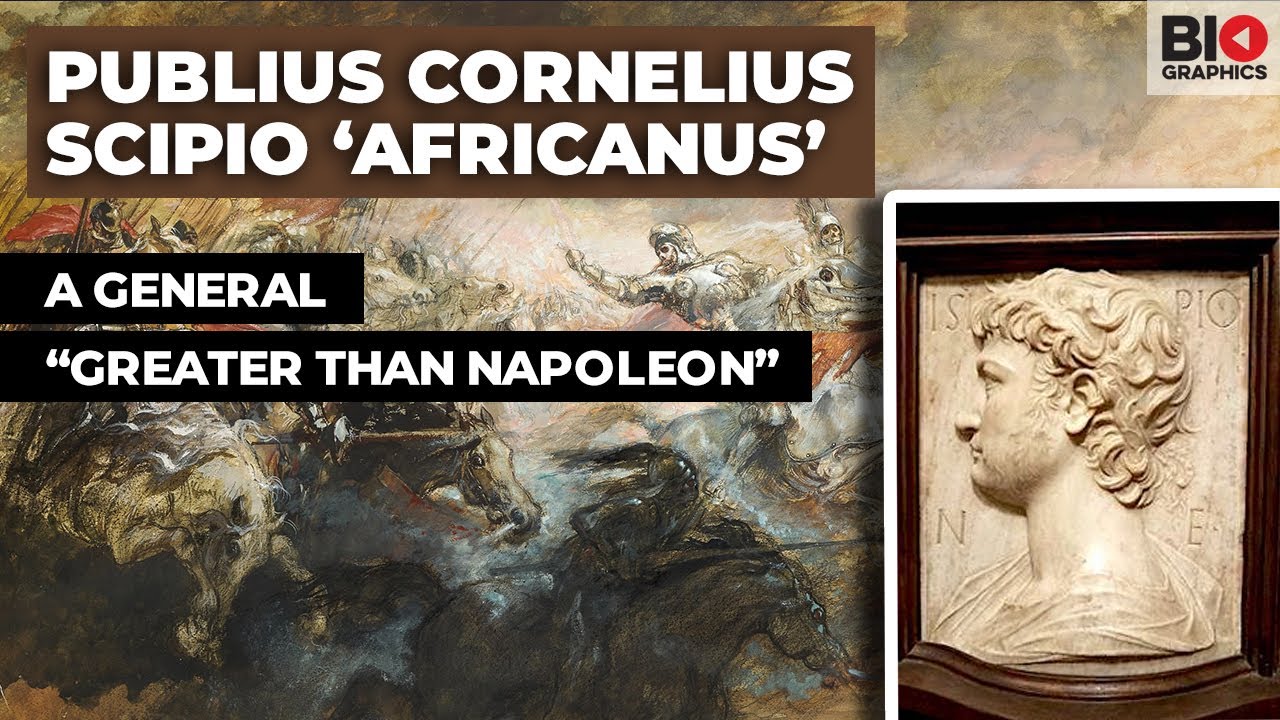 BIO
GRAPHICS
PUBLIUS CORNELIUS
SCIPIO ‘AFRICANUS’
A GENERAL
“GREATER THAN NAPOLEON”
IS PIO
N E·